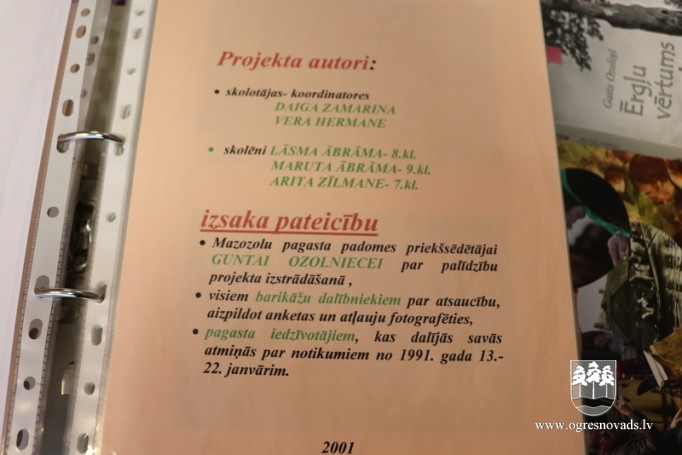 Projekta autori:
• skolotājas- koordinatores
DAIGA ZAMARINA
VERA HERMANE
• skolēni LĀSMA ĀBRĀMA- 8.kl.
MARUTA ĀBRĀMA- 9.kl.
ARITA ZĪLMANE- 7.kl.
izsaka pateicību
• Mazozolu pagasta padomes priekšsēdētājai
GUNTAI OZOLNIECEI par palīdzību
projekta izstrādāšanā ,
• visiem barikāžu dalībniekiem par atsaucību,
aizpildot anketas un atļauju fotografēties,
• pagasta iedzīvotājiem, kas dalījās savās
atmiņās par notikumiem no 1991. gada 13.-
22. janvārim.
2001
Gatis Ozoliņš
Ērgļu
vērtums
www.ogresnovads.lv